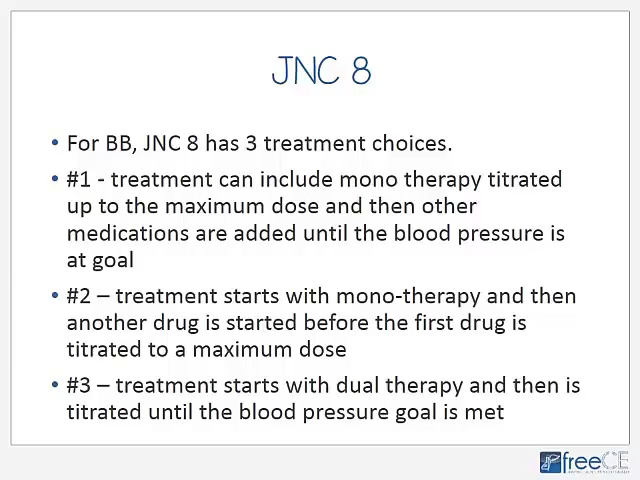 JNC 8
• For BB, JNC 8 has 3 treatment choices.
• #1 - treatment can include mono therapy titrated
up to the maximum dose and then other
medications are added until the blood pressure is
at goal
• #2 – treatment starts with mono-therapy and then
another drug is started before the first drug is
titrated to a maximum dose
• #3 – treatment starts with dual therapy and then is
titrated until the blood pressure goal is met
freeCE